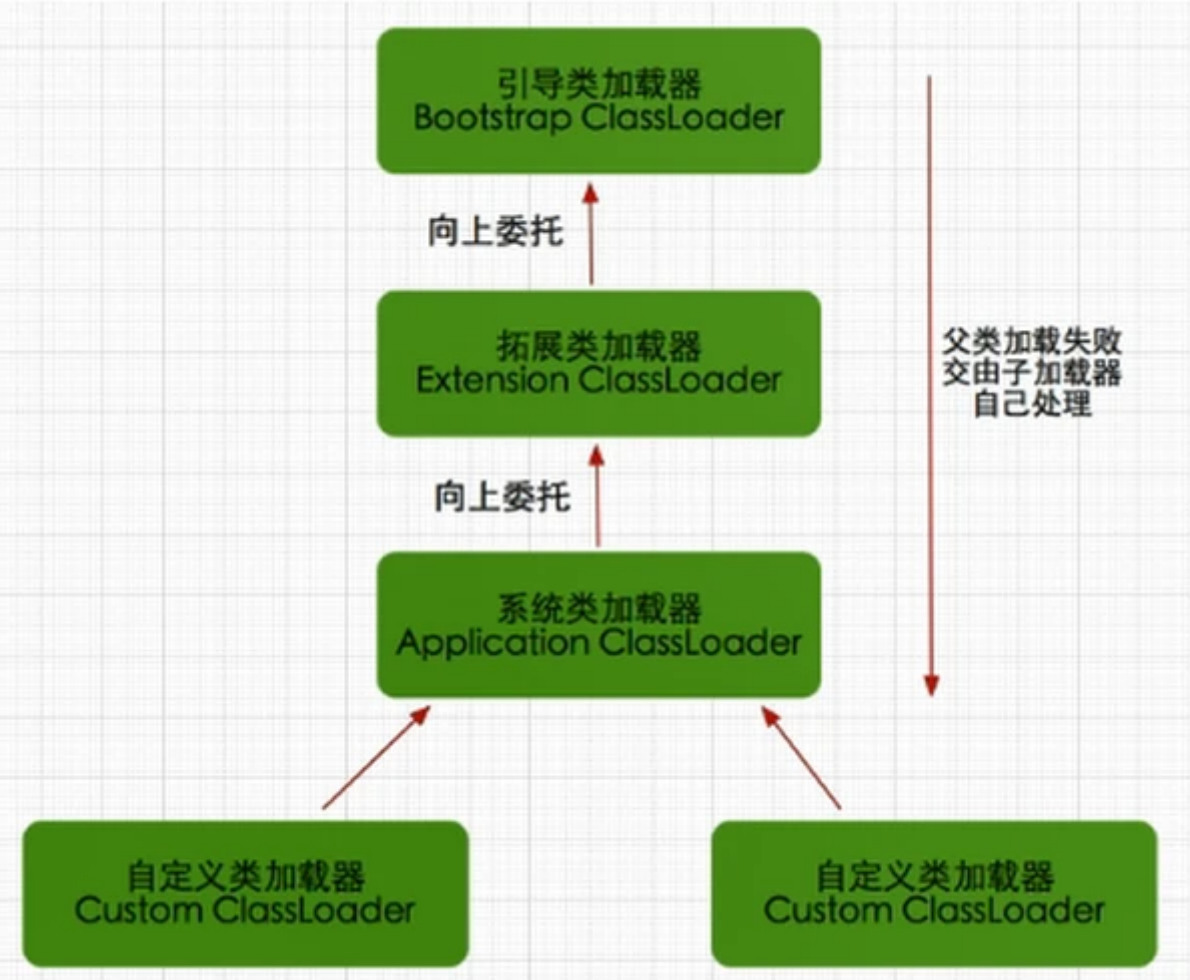 引导类加载器
Bootstrap ClassLoader
向上委托
拓展类加载器
Extension ClassLoader
父类加载失败
交由子加载器
自己处理
向上委托
系统类加载器
Application ClassLoader
自定义类加载器
Custom ClassLoader
自定义类加载器
Custom ClassLoader